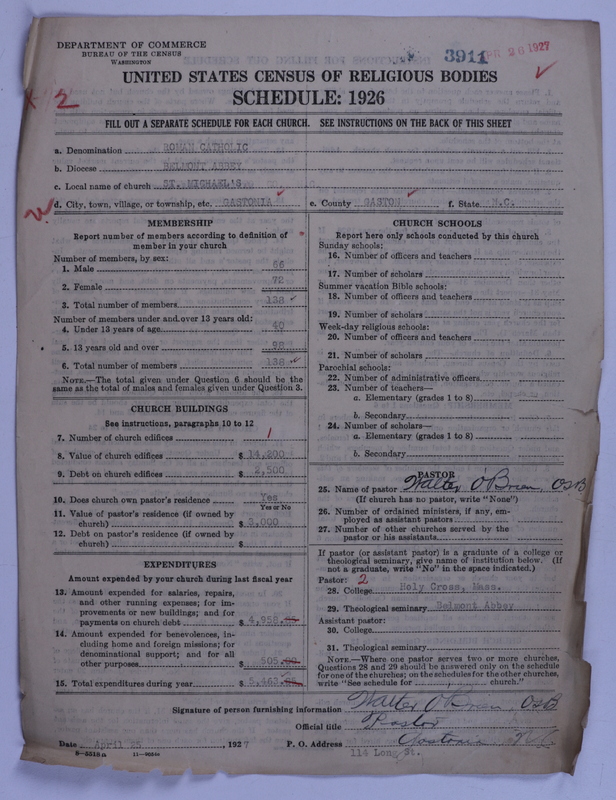 DEPARTMENT OF COMMERCE
BUREAU OF THE CENSUS
WASHINGTON
3911
APR 26 1927
UNITED STATES CENSUS OF RELIGIOUS BODIES
SCHEDULE: 1926
FILL OUT A SEPARATE SCHEDULE FOR EACH CHURCH. SEE INSTRUCTIONS ON THE BACK OF THIS SHEET
a. Denomination ROMAN CATHOLIC
b. Diocese BELMONT ABBEY
c. Local name of church ST. MICHAEL'S
d. City, town, village, or township, etc. GASTONIA e. County GASTON f. State N.C.
MEMBERSHIP
Report number of members according to definition of
member in your church
Number of members, by sex:
1. Male 66
2. Female 72
3. Total number of members 138
Number of members under and over 13 years old:
4. Under 13 years of age 40
5. 13 years old and over 98
6. Total number of members 138
NOTE.—The total given under Question 6 should be the
same as the total of males and females given under Question 3.
CHURCH BUILDINGS
See instructions, paragraphs 10 to 12
7. Number of church edifices 1
8. Value of church edifices $ 14,200
9. Debt on church edifices $ 2,500
10. Does church own pastor's residence Yes
Yes or No
11. Value of pastor's residence (if owned by
church) $ 3,000
12. Debt on pastor's residence (if owned by
church) $
EXPENDITURES
Amount expended by your church during last fiscal year
13. Amount expended for salaries, repairs,
and other running expenses; for im-
provements or new buildings; and for
payments on church debt $ 4,958.
14. Amount expended for benevolences, in-
cluding home and foreign missions; for
denominational support; and for all
other purposes $ 505.00
15. Total expenditures during year $ 5,463.
CHURCH SCHOOLS
Report here only schools conducted by this church
Sunday schools:
16. Number of officers and teachers
17. Number of scholars
Summer vacation Bible schools:
18. Number of officers and teachers
19. Number of scholars
Week-day religious schools:
20. Number of officers and teachers
21. Number of scholars
Parochial schools:
22. Number of administrative officers
23. Number of teachers—
a. Elementary (grades 1 to 8)
b. Secondary
24. Number of scholars—
a. Elementary (grades 1 to 8)
b. Secondary
PASTOR
25. Name of pastor Walter O'Brien, OSB
(If church has no pastor, write "None")
26. Number of ordained ministers, if any, em-
ployed as assistant pastors
27. Number of other churches served by the
pastor or his assistants
If pastor (or assistant pastor) is a graduate of a college or
theological seminary, give name of institution below. (If
not a graduate, write "No" in the space indicated.)
Pastor: 2
28. College Holy Cross, Mass.
29. Theological seminary Belmont Abbey
Assistant pastor:
30. College
31. Theological seminary
NOTE.—Where one pastor serves two or more churches,
Questions 28 and 29 should be answered only on the schedule
for one of the churches; on the schedules for the other churches,
write "See schedule for church."
Signature of person furnishing information Walter O'Brien, OSB
Official title Pastor
Date April 25, 1927 P. O. Address Gastonia N.C.
114 Long St.
8-5518a 11-9024a